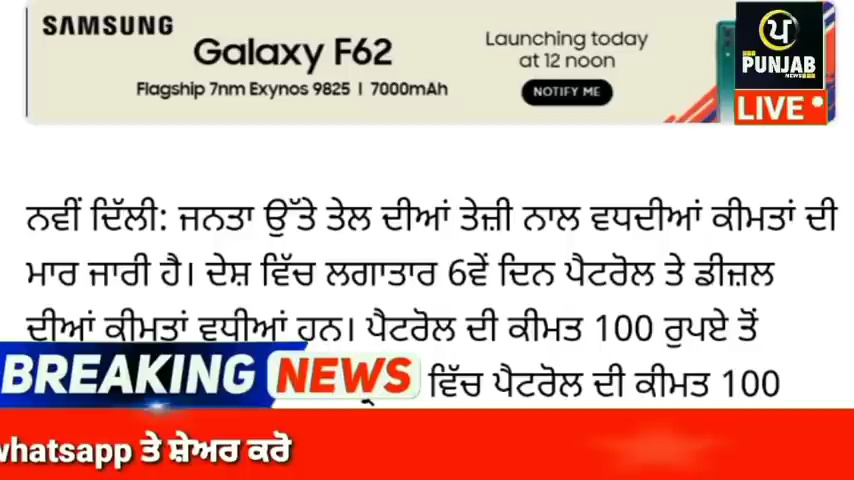 SAMSUNG
Galaxy F62
Flagship 7nm Exynos 9825 | 7000mAh
Launching today
at 12 noon
NOTIFY ME
ਪ
PUNJAB
NEWS
LIVE
ਨਵੀਂ ਦਿੱਲੀ: ਜਨਤਾ ਉੱਤੇ ਤੇਲ ਦੀਆਂ ਤੇਜ਼ੀ ਨਾਲ ਵਧਦੀਆਂ ਕੀਮਤਾਂ ਦੀ
ਮਾਰ ਜਾਰੀ ਹੈ। ਦੇਸ਼ ਵਿੱਚ ਲਗਾਤਾਰ 6ਵੇਂ ਦਿਨ ਪੈਟਰੋਲ ਤੇ ਡੀਜ਼ਲ
ਦੀਆਂ ਕੀਮਤਾਂ ਵਧੀਆਂ ਹਨ। ਪੈਟਰੋਲ ਦੀ ਕੀਮਤ 100 ਰੁਪਏ ਤੋਂ
ਵਿੱਚ ਪੈਟਰੋਲ ਦੀ ਕੀਮਤ 100
BREAKING NEWS
whatsapp ਤੇ ਸ਼ੇਅਰ ਕਰੋ